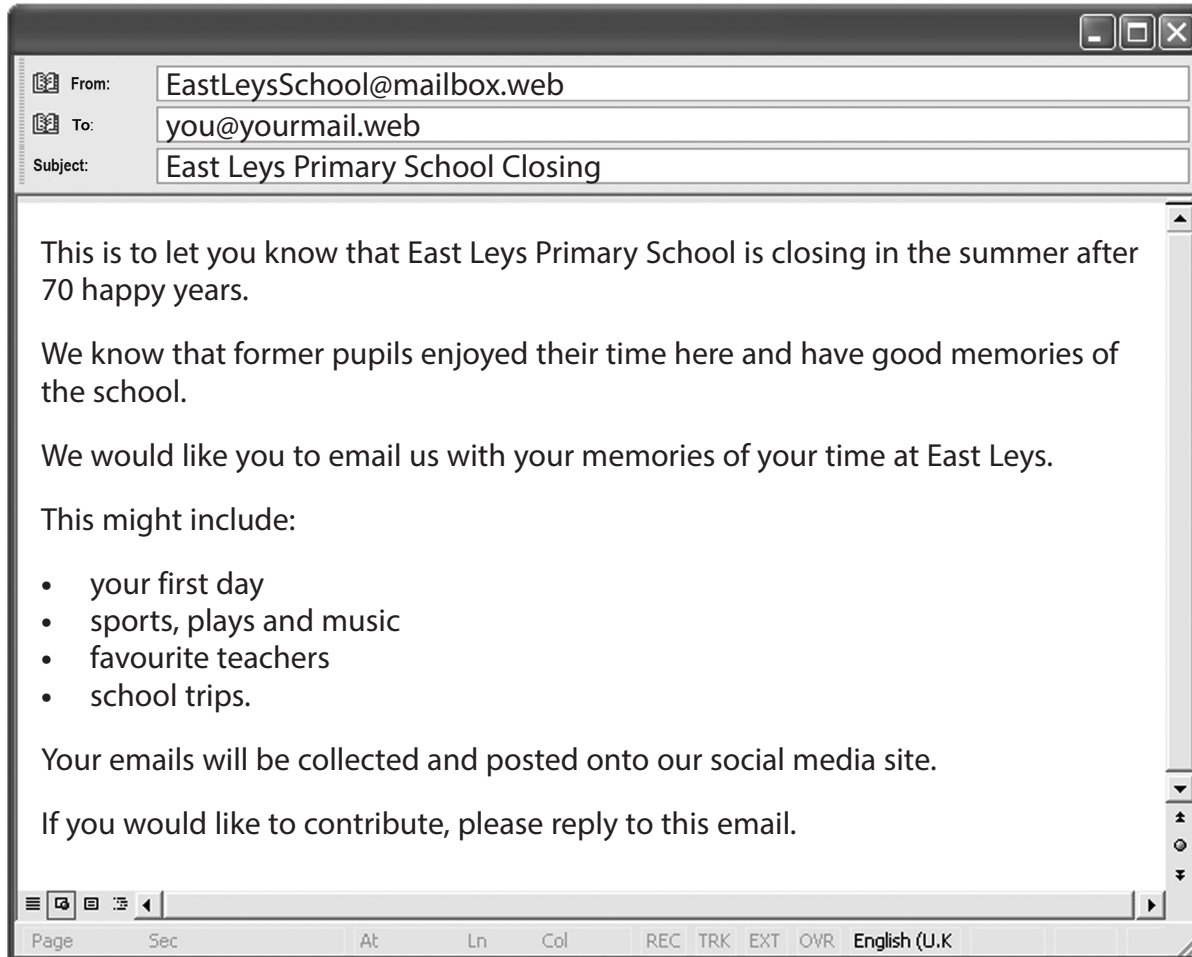 From: EastLeysSchool@mailbox.web
To: you@yourmail.web
Subject: East Leys Primary School Closing
This is to let you know that East Leys Primary School is closing in the summer after
70 happy years.
We know that former pupils enjoyed their time here and have good memories of
the school.
We would like you to email us with your memories of your time at East Leys.
This might include:
• your first day
• sports, plays and music
• favourite teachers
• school trips.
Your emails will be collected and posted onto our social media site.
If you would like to contribute, please reply to this email.
Page Sec At Ln Col REC TRK EXT OVR English (U.K